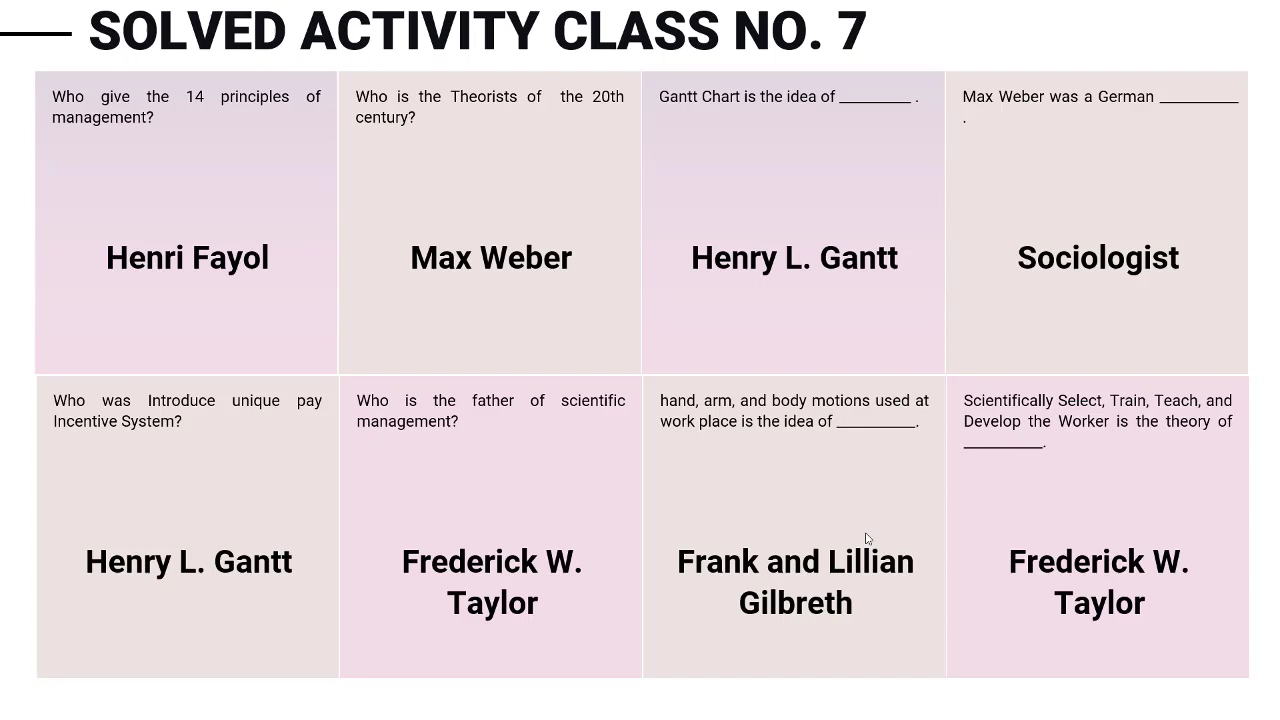 SOLVED ACTIVITY CLASS NO. 7
Who give the 14 principles of
management?
Henri Fayol
Who is the Theorists of the 20th
century?
Max Weber
Gantt Chart is the idea of _________ .
Henry L. Gantt
Max Weber was a German __________
.
Sociologist
Who was Introduce unique pay
Incentive System?
Henry L. Gantt
Who is the father of scientific
management?
Frederick W.
Taylor
hand, arm, and body motions used at
work place is the idea of __________.
Frank and Lillian
Gilbreth
Scientifically Select, Train, Teach, and
Develop the Worker is the theory of
__________.
Frederick W.
Taylor